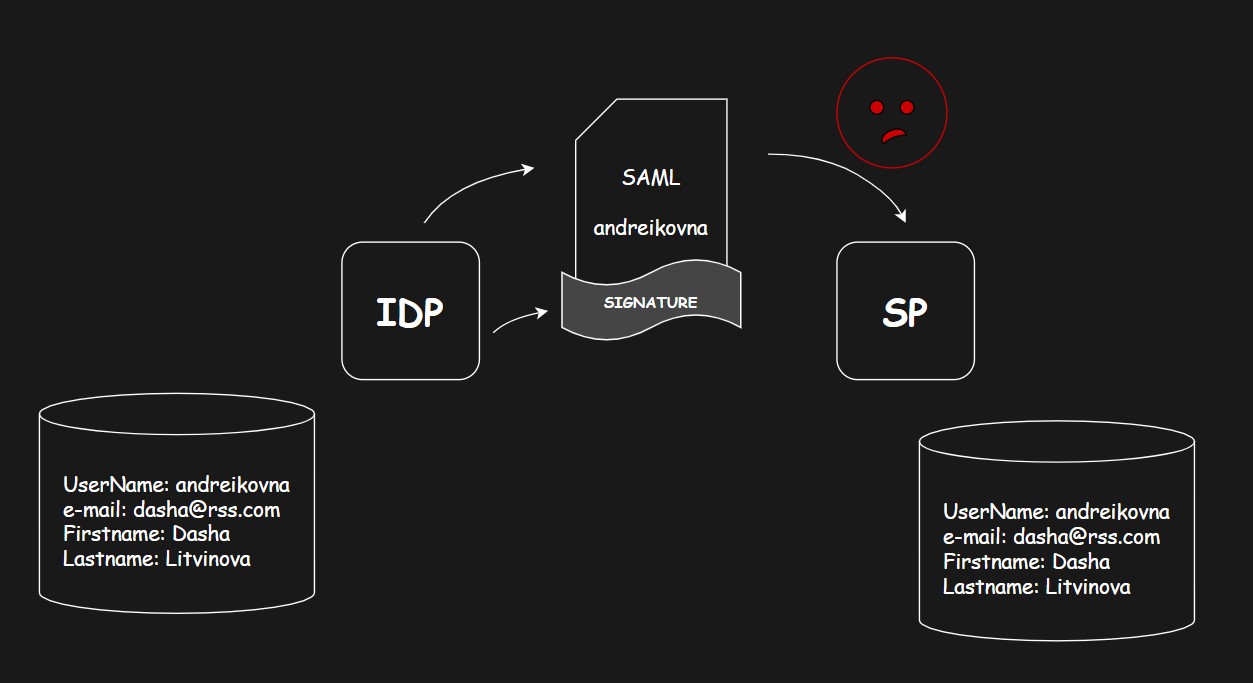 SAML
andreikovna
SIGNATURE
IDP
SP
UserName: andreikovna
e-mail: dasha@rss.com
Firstname: Dasha
Lastname: Litvinova
UserName: andreikovna
e-mail: dasha@rss.com
Firstname: Dasha
Lastname: Litvinova